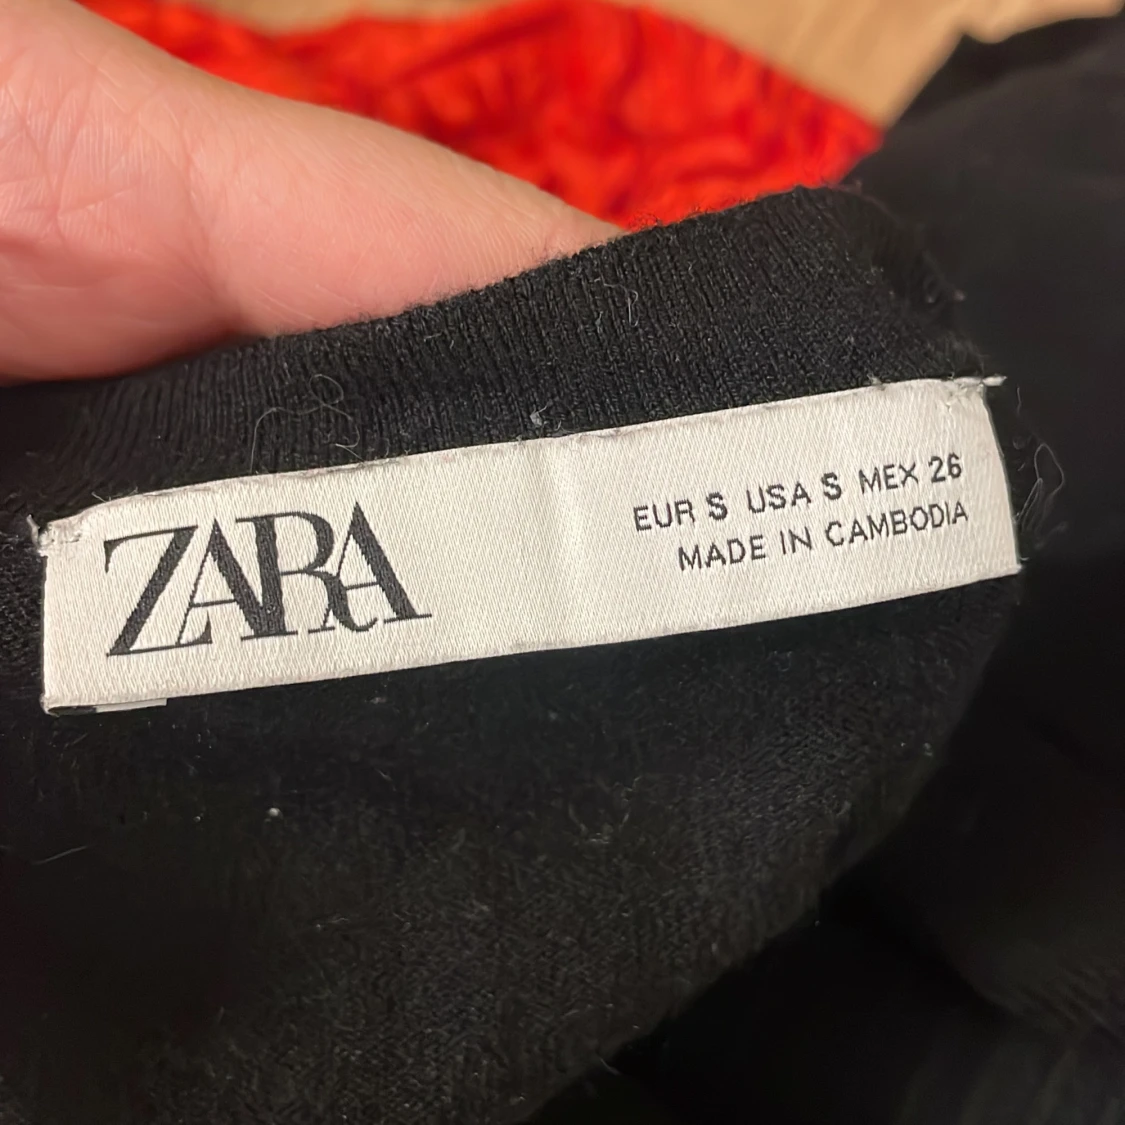 ZARA
EUR S USA S MEX 26
MADE IN CAMBODIA